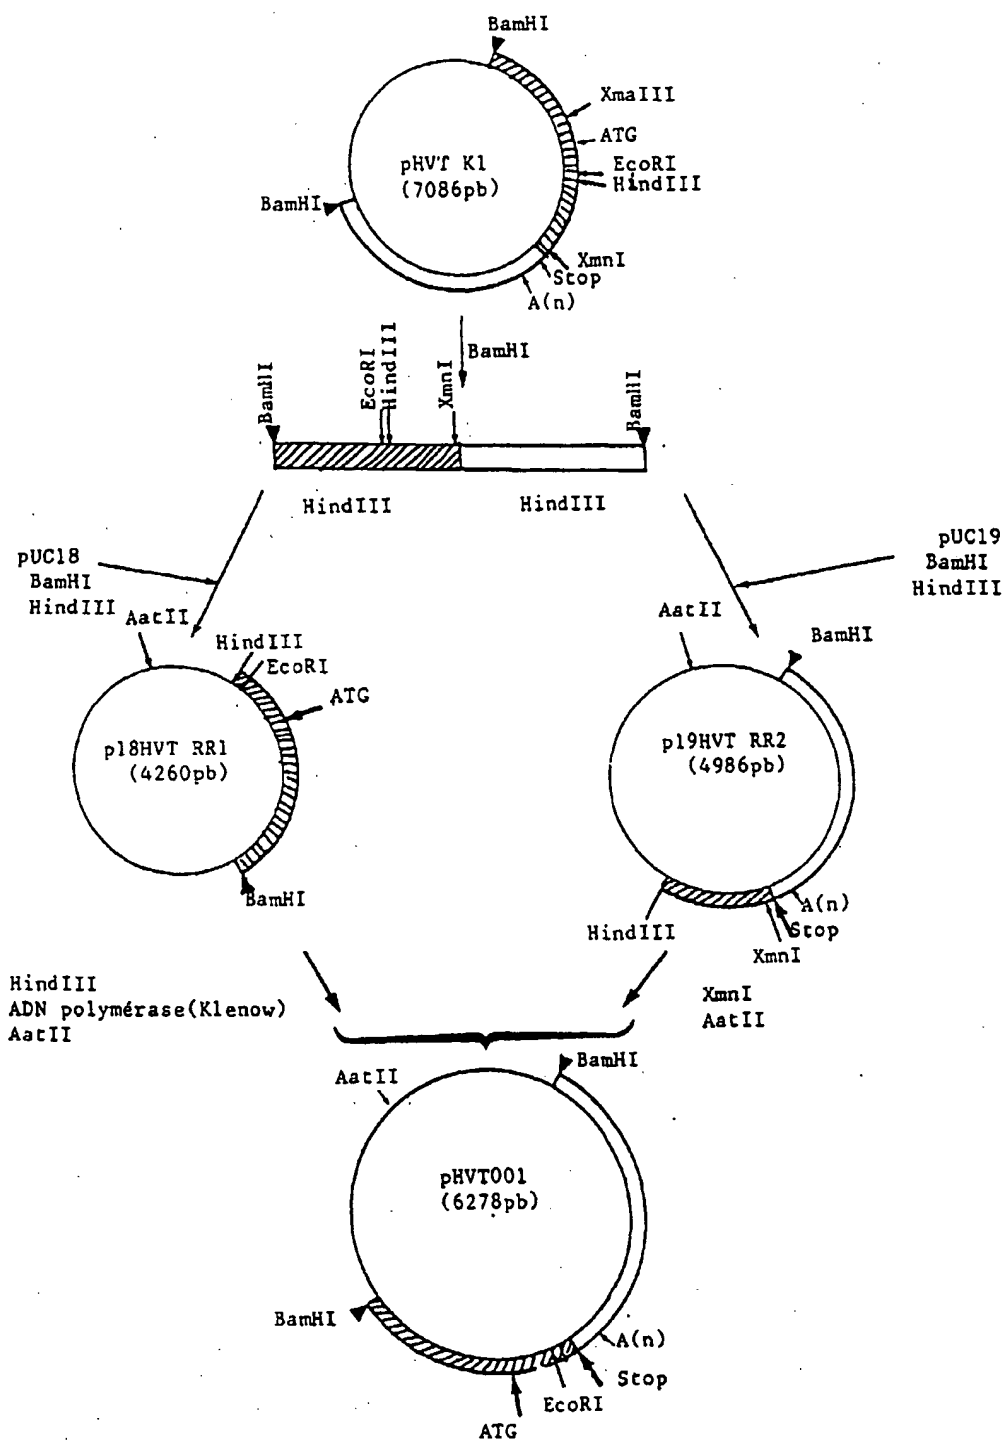 BamHI
XmaIII
ATG
EcoRI
HindIII
pHVT K1
(7086pb)
BamHI
XmnI
Stop
A(n)
BamHI
BamHI
EcoRI
HindIII
XmnI
BamHI
HindIII
HindIII
pUC18
BamHI
HindIII
pUC19
BamHI
HindIII
AatII
HindIII
EcoRI
ATG
p18HVT RR1
(4260pb)
BamHI
AatII
BamHI
p19HVT RR2
(4986pb)
A(n)
Stop
XmnI
HindIII
HindIII
ADN polymérase(Klenow)
AatII
XmnI
AatII
AatII
BamHI
pHVT001
(6278pb)
BamHI
A(n)
Stop
EcoRI
ATG